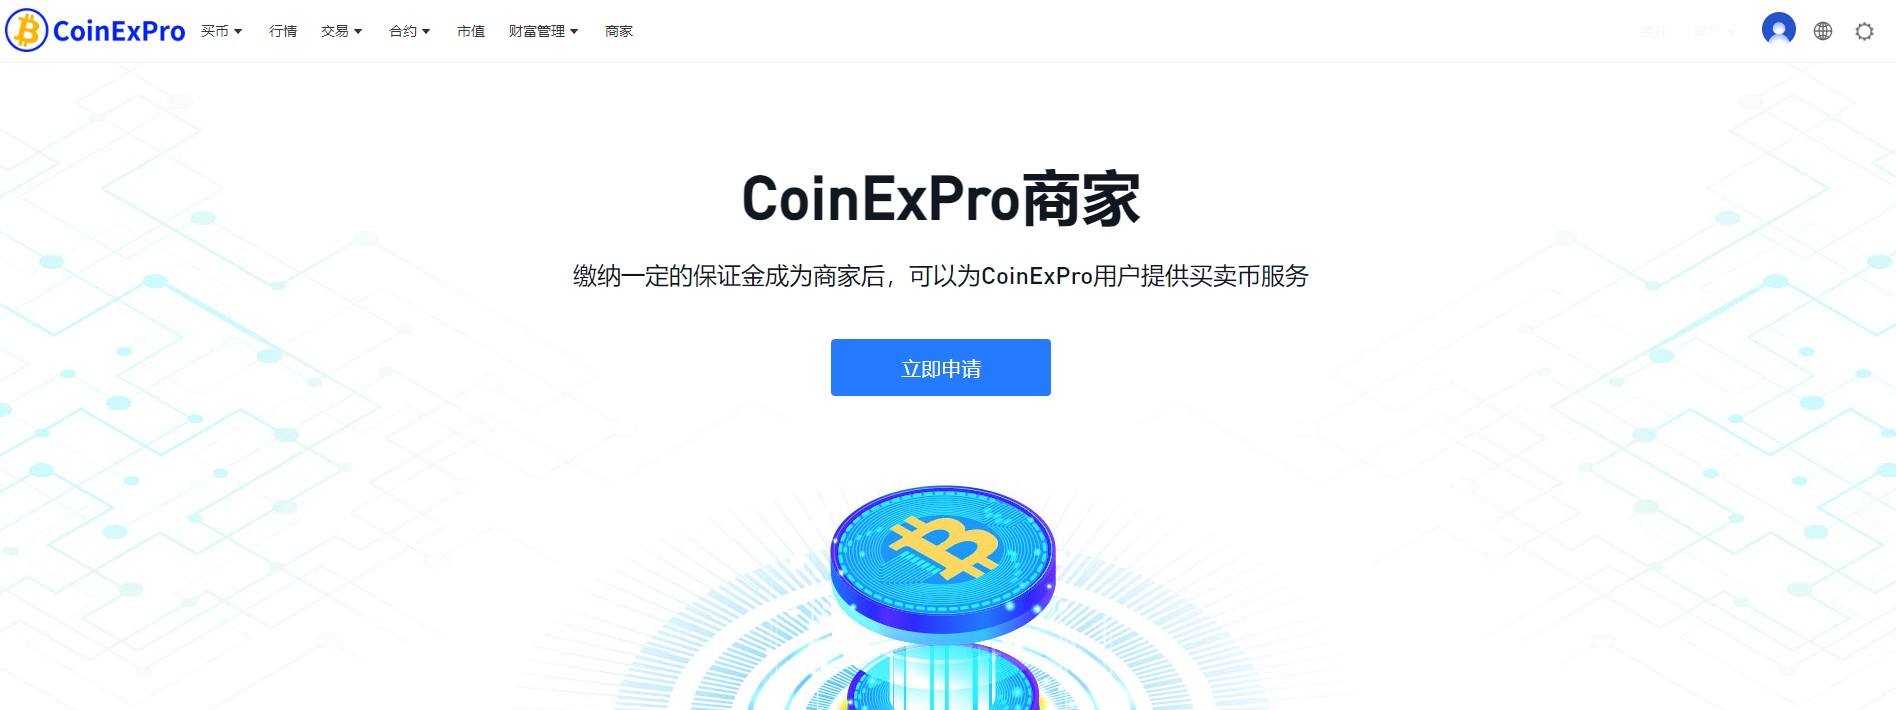 CoinExPro 买币 行情 交易 合约 市值 财富管理 商家
CoinExPro商家
缴纳一定的保证金成为商家后，可以为CoinExPro用户提供买卖币服务
立即申请